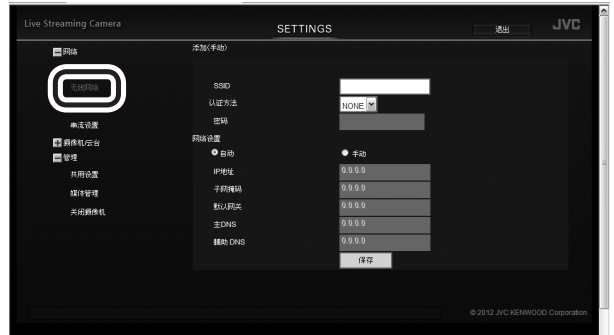 Live Streaming Camera
SETTINGS
退出
JVC
网络
无线网络
串流设置
摄像机/云台
管理
共用设置
媒体管理
关闭摄像机
添加(手动)
SSID
认证方法 NONE
密码
网络设置
自动 手动
IP地址 0.0.0.0
子网掩码 0.0.0.0
默认网关 0.0.0.0
主DNS 0.0.0.0
辅助 DNS 0.0.0.0
保存
© 2012 JVC KENWOOD Corporation